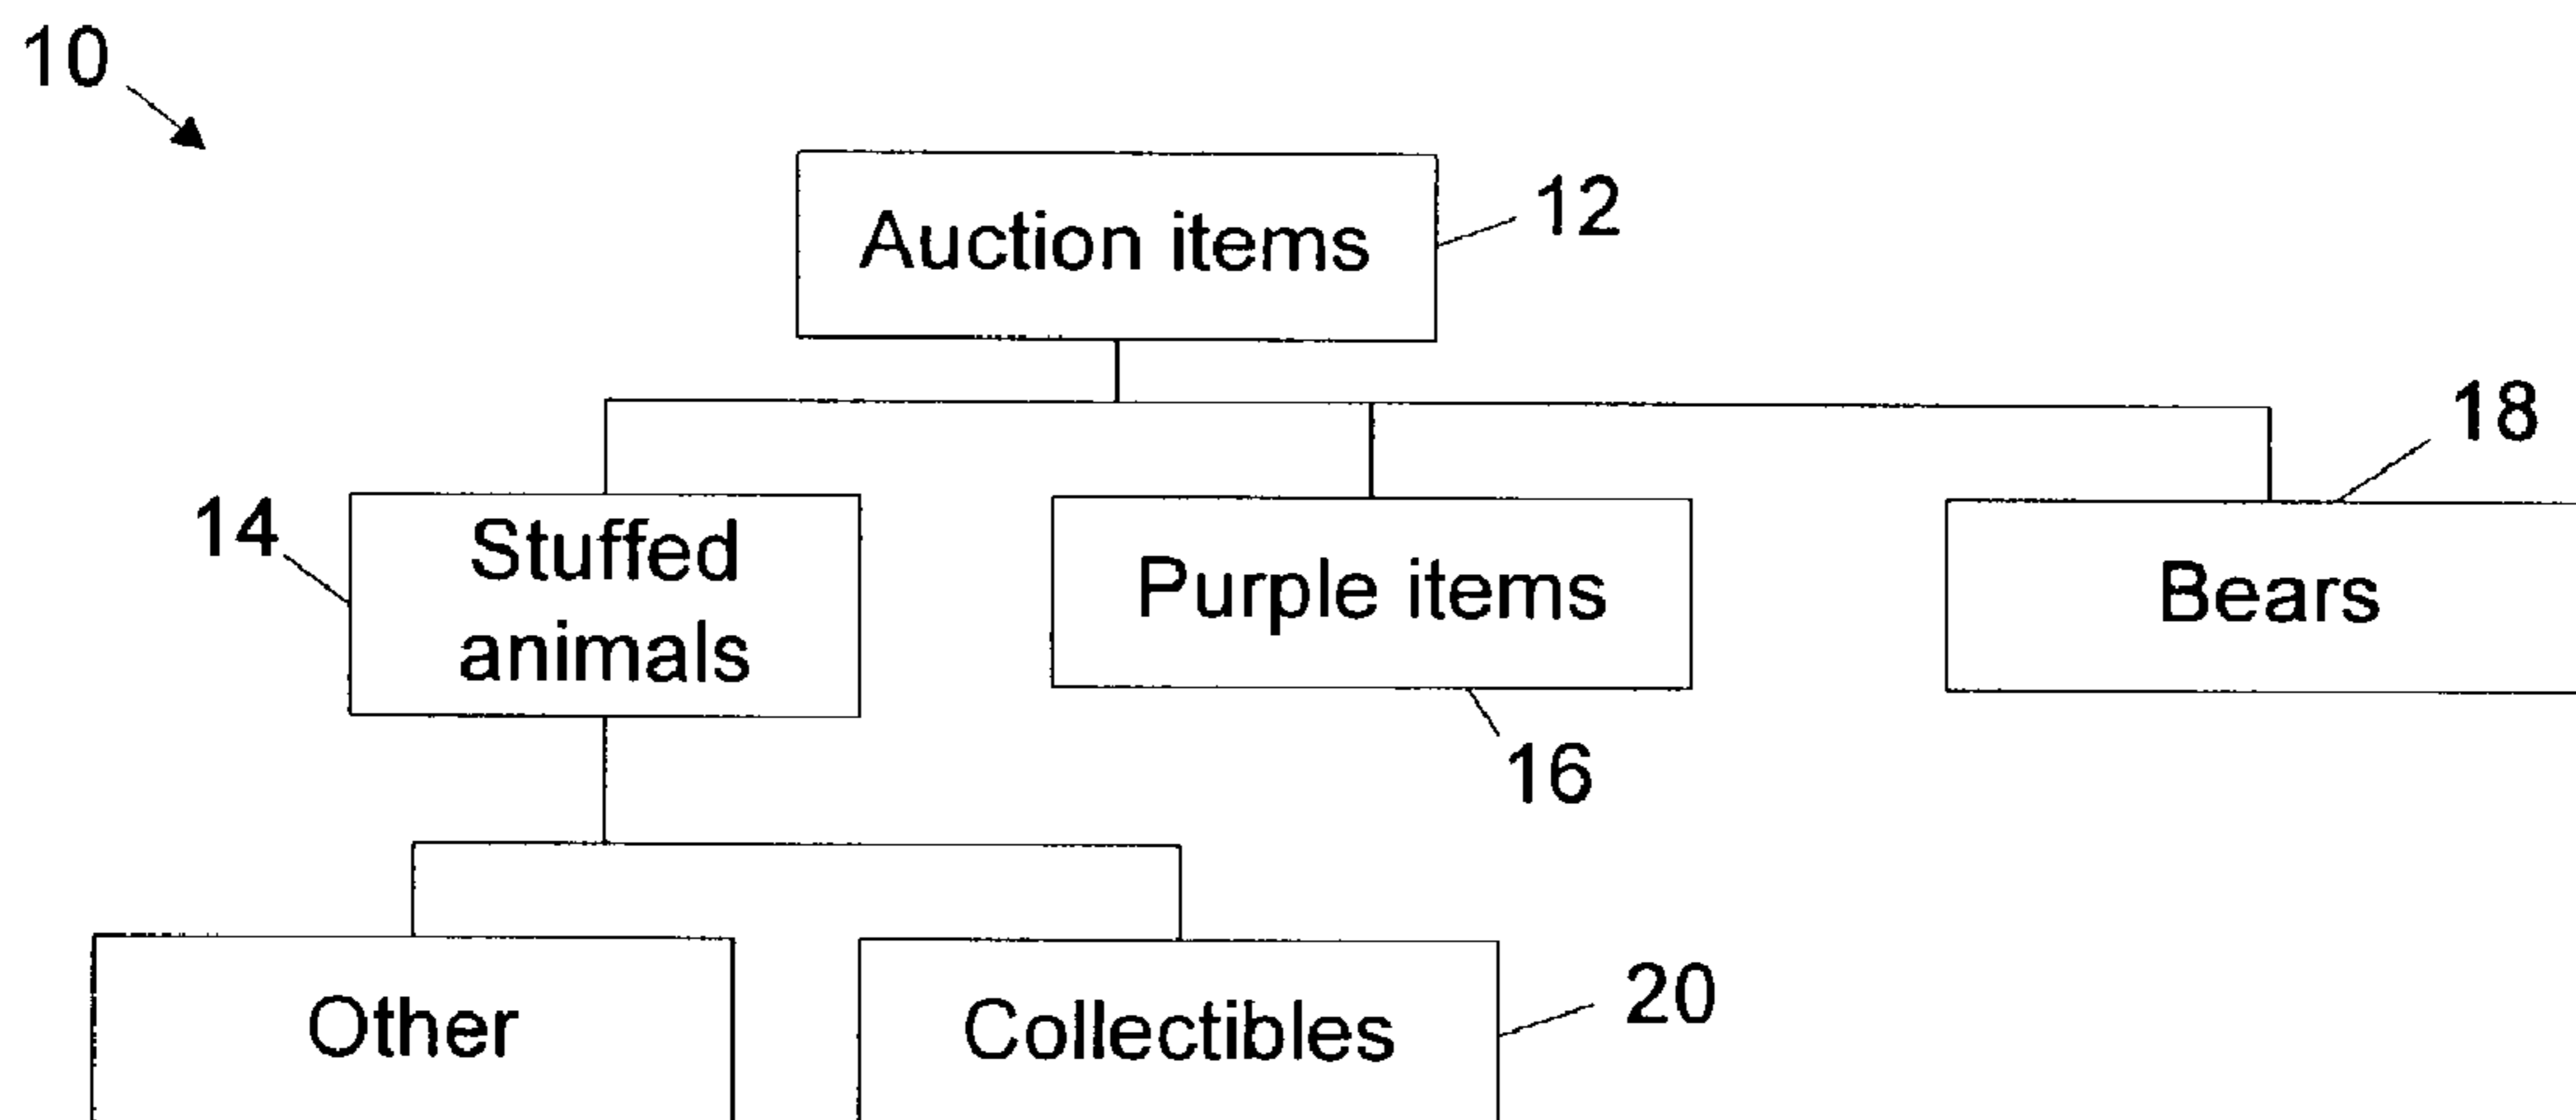 10
Auction items
12
18
14
Stuffed
animals
Purple items
Bears
16
Other
Collectibles
20